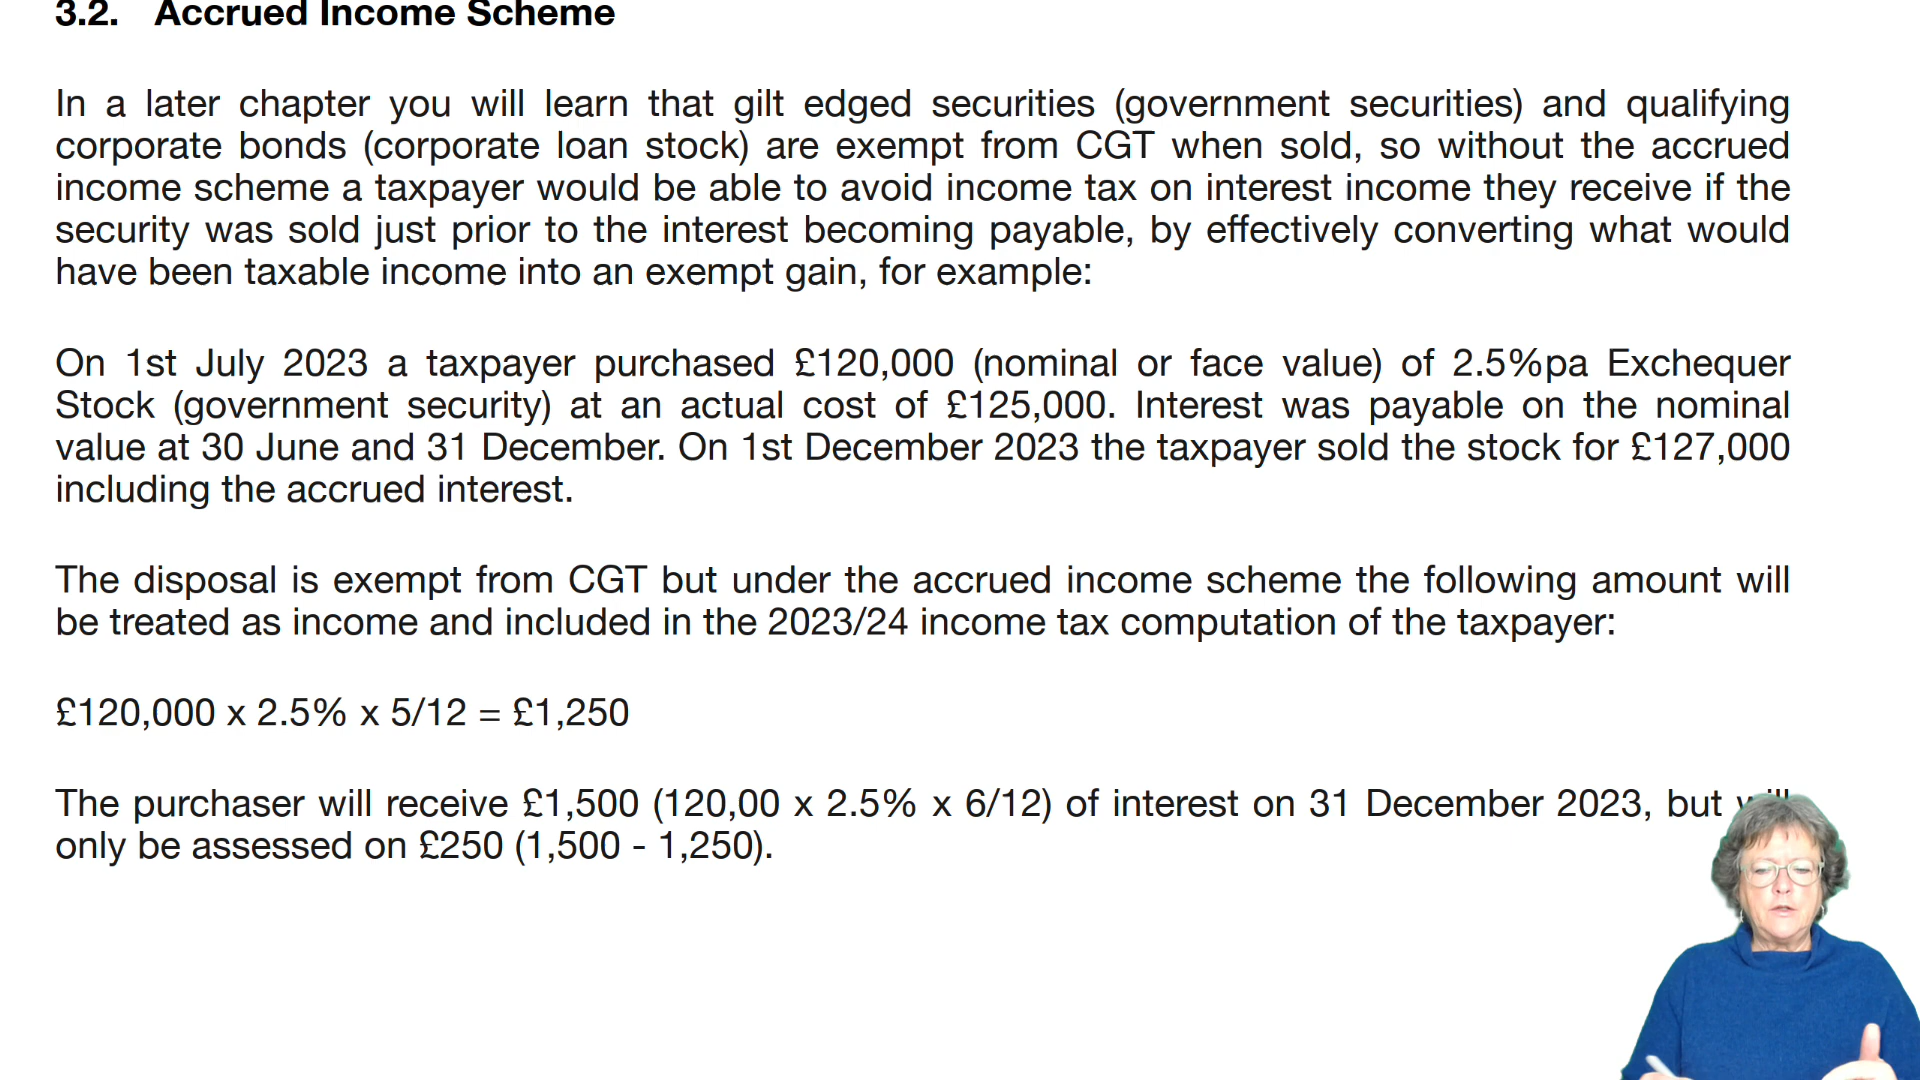 3.2. Accrued Income Scheme
In a later chapter you will learn that gilt edged securities (government securities) and qualifying
corporate bonds (corporate loan stock) are exempt from CGT when sold, so without the accrued
income scheme a taxpayer would be able to avoid income tax on interest income they receive if the
security was sold just prior to the interest becoming payable, by effectively converting what would
have been taxable income into an exempt gain, for example:
On 1st July 2023 a taxpayer purchased £120,000 (nominal or face value) of 2.5%pa Exchequer
Stock (government security) at an actual cost of £125,000. Interest was payable on the nominal
value at 30 June and 31 December. On 1st December 2023 the taxpayer sold the stock for £127,000
including the accrued interest.
The disposal is exempt from CGT but under the accrued income scheme the following amount will
be treated as income and included in the 2023/24 income tax computation of the taxpayer:
£120,000 x 2.5% x 5/12 = £1,250
The purchaser will receive £1,500 (120,00 x 2.5% x 6/12) of interest on 31 December 2023, but will
only be assessed on £250 (1,500 - 1,250).